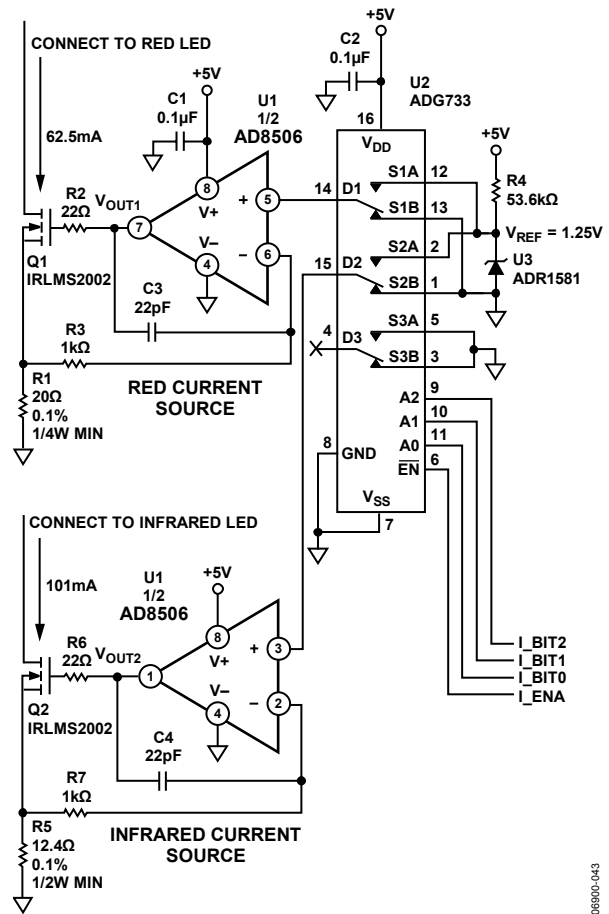 CONNECT TO RED LED
62.5mA
+5V
C1
0.1µF
U1
1/2
AD8506
R2
22Ω
VOUT1
8
V+
7
+
5
V–
4
–
6
Q1
IRLMS2002
C3
22pF
R3
1kΩ
R1
20Ω
0.1%
1/4W MIN
RED CURRENT
SOURCE
+5V
C2
0.1µF
U2
ADG733
16
VDD
14
D1
S1A
12
S1B
13
S2A
2
15
D2
S2B
1
S3A
5
4
D3
S3B
3
A2
9
A1
10
A0
11
8
GND
EN
6
VSS
7
+5V
R4
53.6kΩ
VREF = 1.25V
U3
ADR1581
CONNECT TO INFRARED LED
101mA
U1
1/2
AD8506
+5V
R6
22Ω
VOUT2
8
V+
1
+
3
V–
4
–
2
Q2
IRLMS2002
C4
22pF
R7
1kΩ
R5
12.4Ω
0.1%
1/2W MIN
INFRARED CURRENT
SOURCE
I_BIT2
I_BIT1
I_BIT0
I_ENA
06900-043